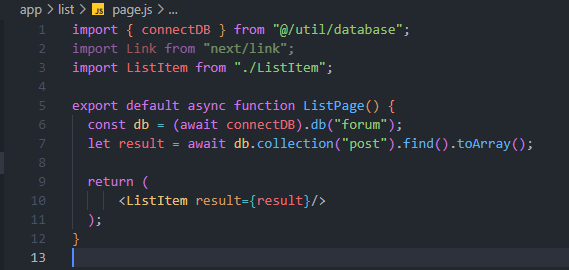 app > list > JS page.js > ...
1 import { connectDB } from "@/util/database";
2 import Link from "next/link";
3 import ListItem from "./ListItem";
4
5 export default async function ListPage() {
6 const db = (await connectDB).db("forum");
7 let result = await db.collection("post").find().toArray();
8
9 return (
10 <ListItem result={result}/>
11 );
12 }
13